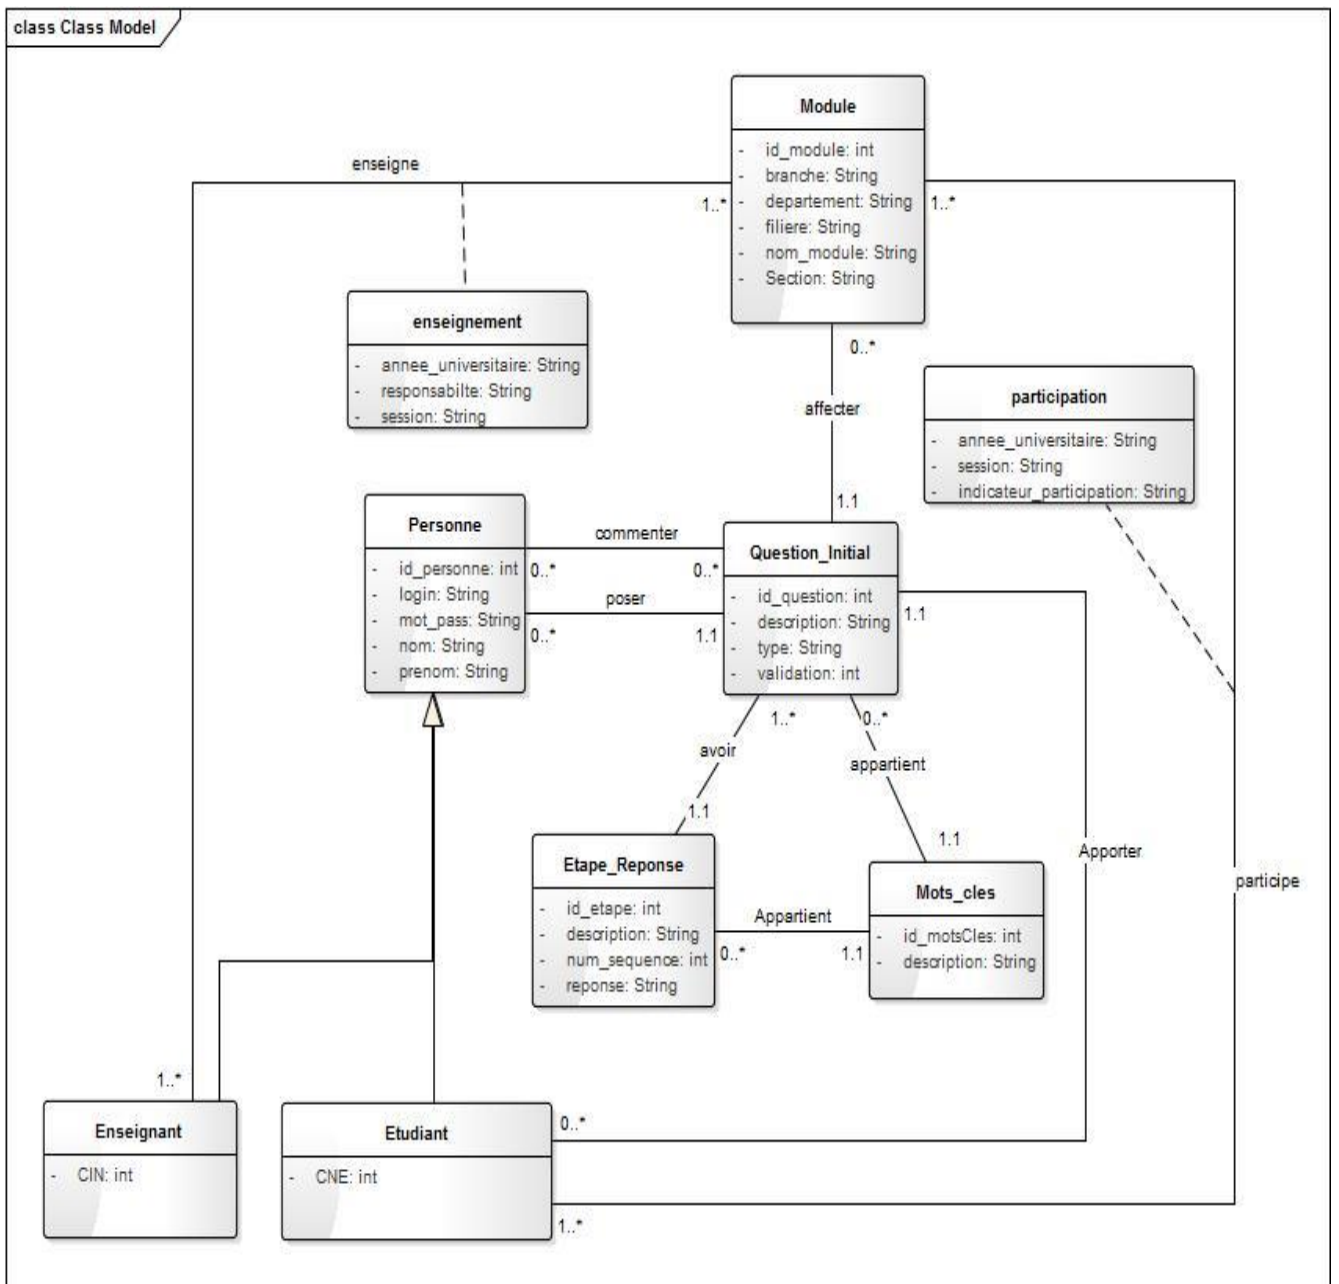 class Class Model
Module
- id_module: int
- branche: String
- departement: String
- filiere: String
- nom_module: String
- Section: String
enseigne
1..*
1..*
enseignement
- annee_universitaire: String
- responsabilte: String
- session: String
0..*
affecter
1.1
participation
- annee_universitaire: String
- session: String
- indicateur_participation: String
Personne
- id_personne: int
- login: String
- mot_pass: String
- nom: String
- prenom: String
commenter
0..*
0..*
poser
0..*
1.1
Question_Initial
- id_question: int
- description: String
- type: String
- validation: int
1.1
1..*
0..*
avoir
appartient
1.1
1.1
Etape_Reponse
- id_etape: int
- description: String
- num_sequence: int
- reponse: String
Appartient
0..*
1.1
Mots_cles
- id_motsCles: int
- description: String
Apporter
participe
1..*
Enseignant
- CIN: int
Etudiant
- CNE: int
0..*
1..*